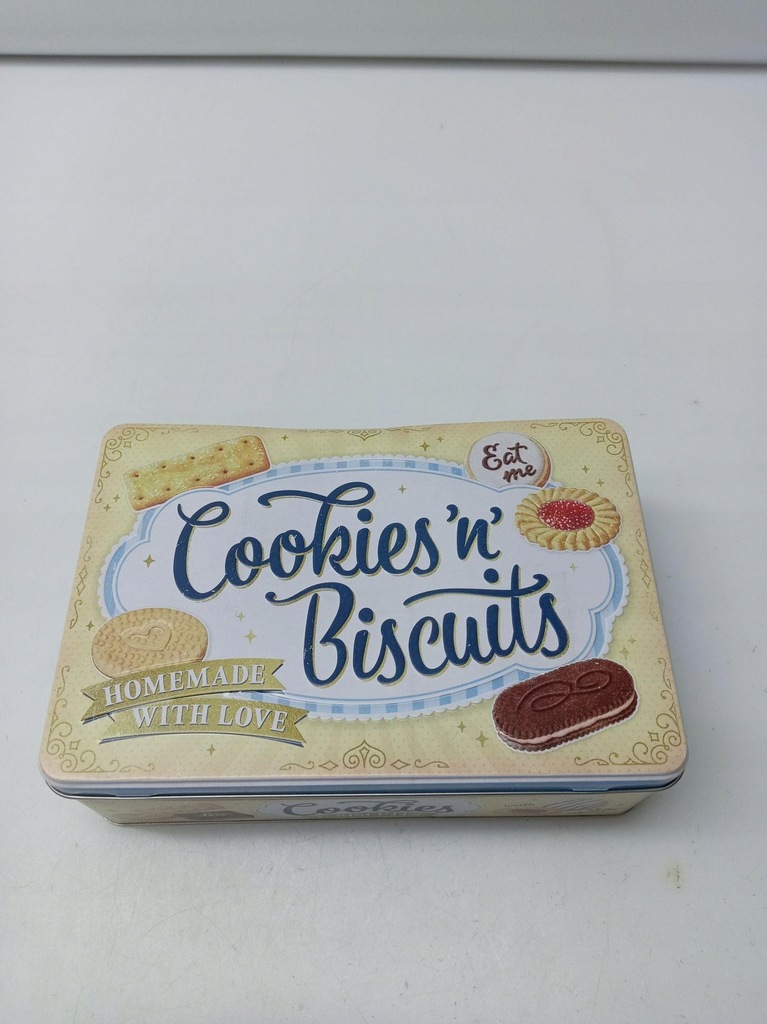 Eat
me
Cookies 'n'
Biscuits
HOMEMADE
WITH LOVE
Cookies